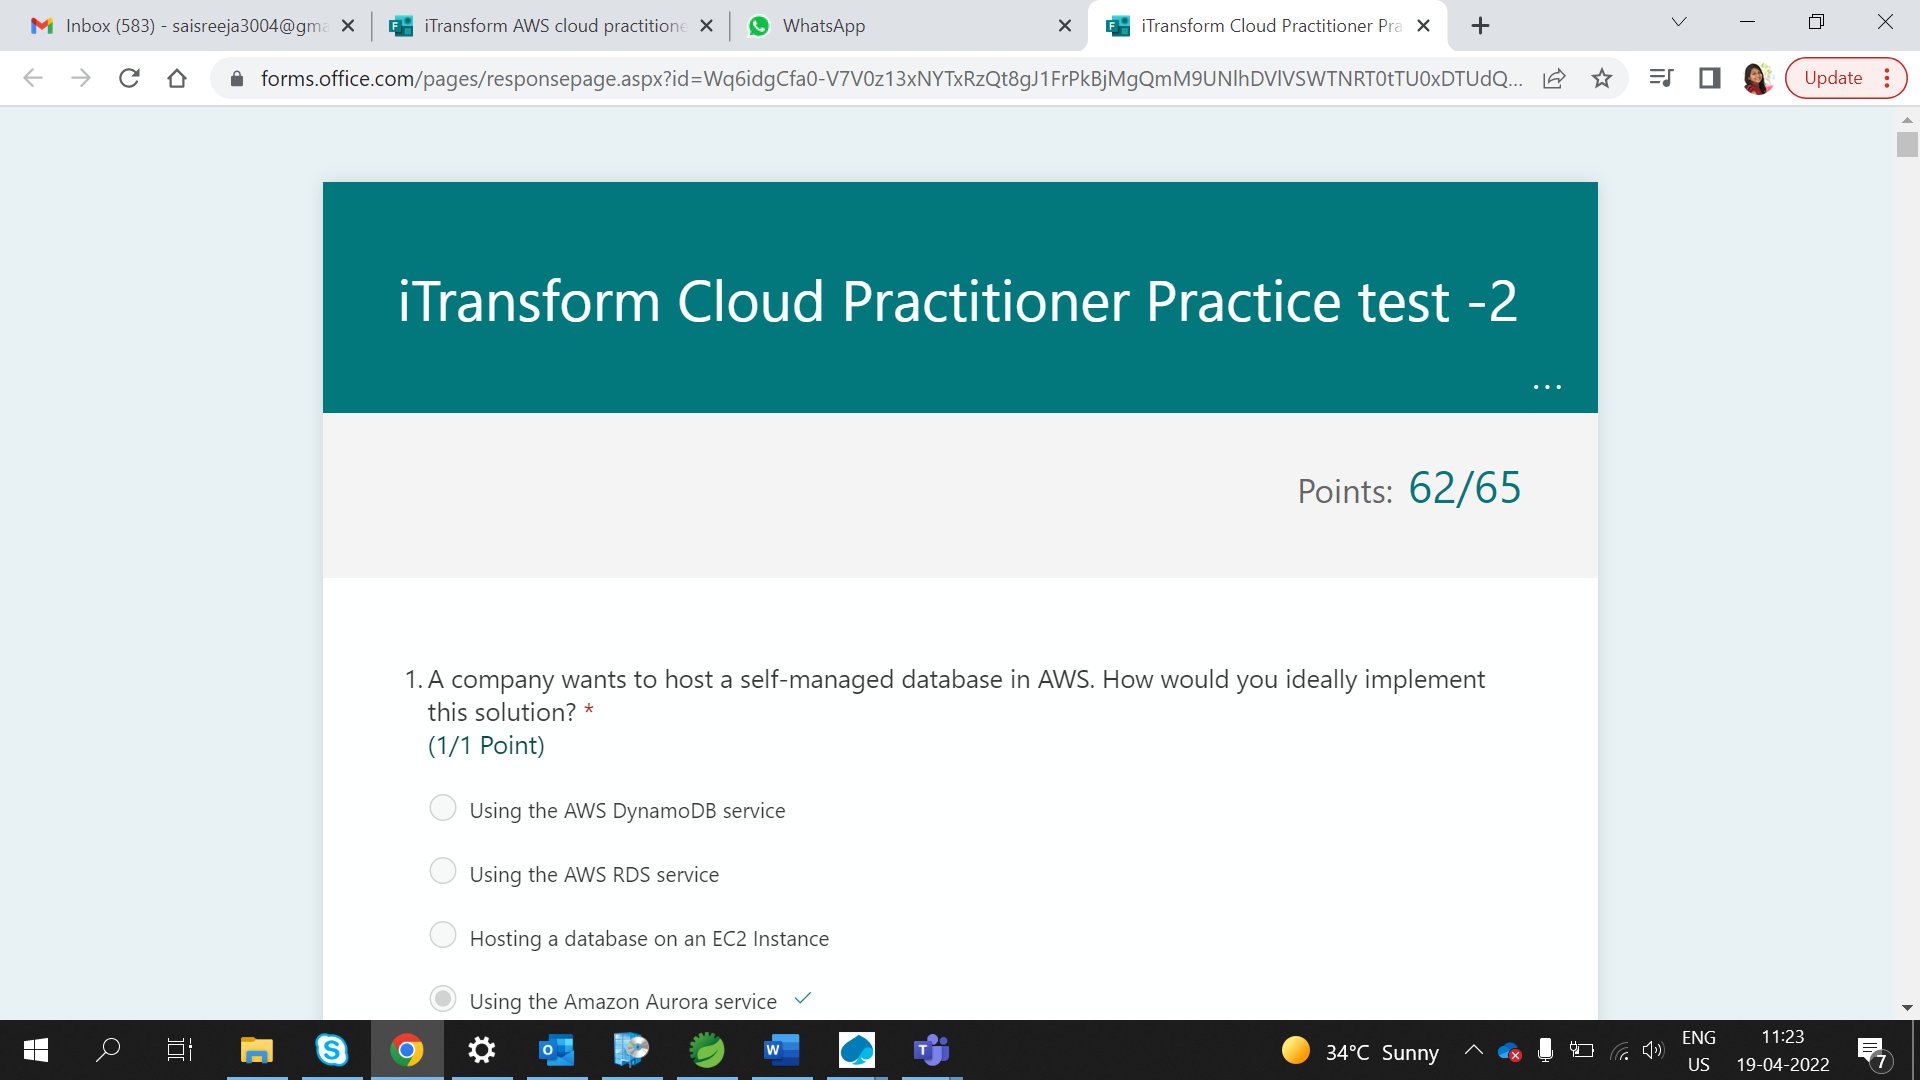 Inbox (583) - saisreeja3004@gma
iTransform AWS cloud practitione
WhatsApp
iTransform Cloud Practitioner Pra
forms.office.com/pages/responsepage.aspx?id=Wq6idgCfa0-V7V0z13xNYTxRzQt8gJ1FrPkBjMgQmM9UNlhDVlVSWTNRT0tTU0xDTUdQ...
Update
iTransform Cloud Practitioner Practice test -2
...
Points: 62/65
1. A company wants to host a self-managed database in AWS. How would you ideally implement
this solution? *
(1/1 Point)
Using the AWS DynamoDB service
Using the AWS RDS service
Hosting a database on an EC2 Instance
Using the Amazon Aurora service
34°C Sunny
ENG
US
11:23
19-04-2022
7